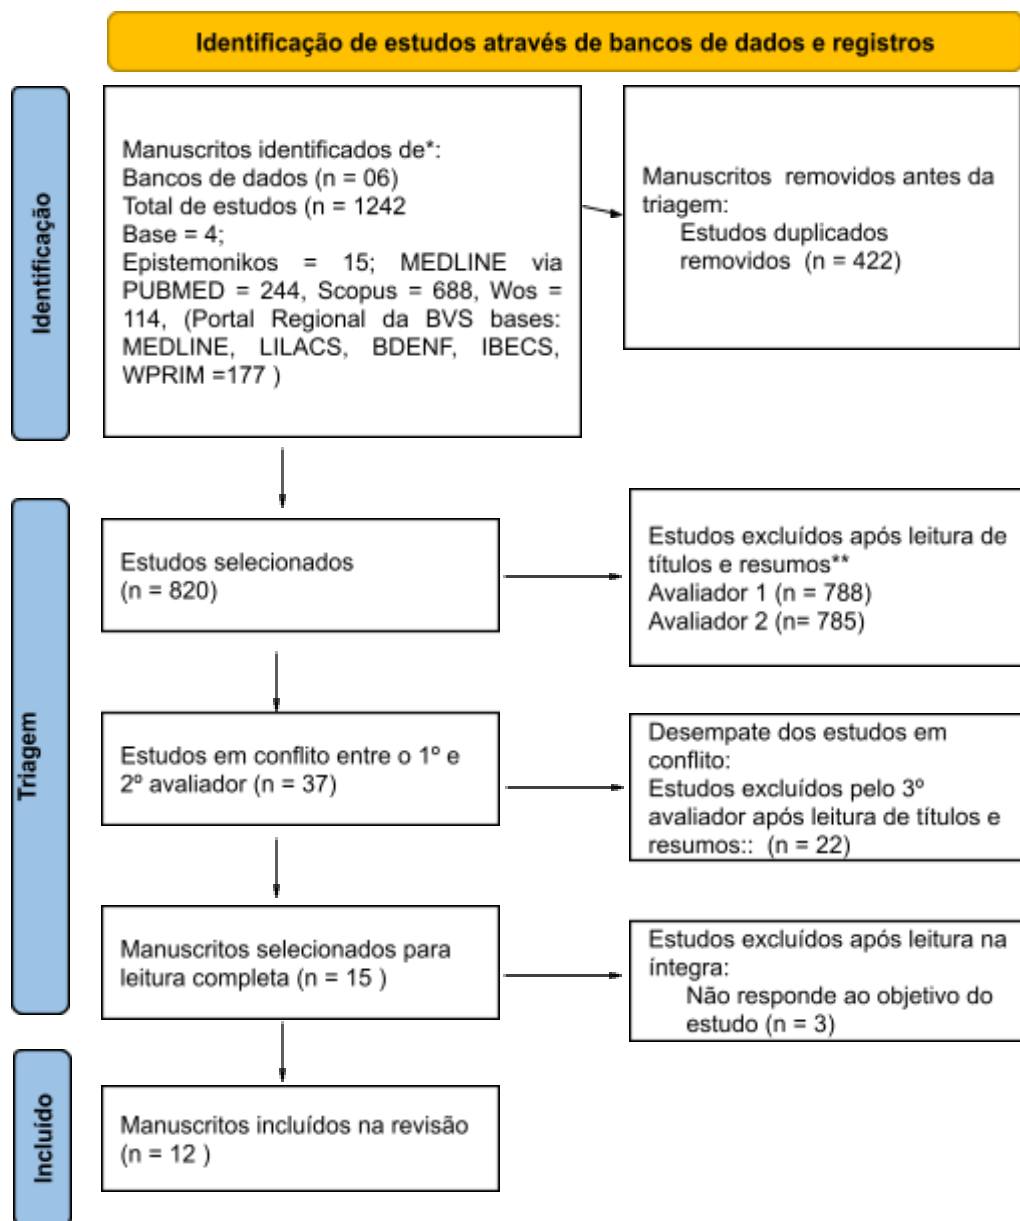 Identificação de estudos através de bancos de dados e registros
Identificação
Manuscritos identificados de*:
Bancos de dados (n = 06)
Total de estudos (n = 1242
Base = 4;
Epistemonikos = 15; MEDLINE via
PUBMED = 244, Scopus = 688, Wos =
114, (Portal Regional da BVS bases:
MEDLINE, LILACS, BDENF, IBECS,
WPRIM =177 )
Manuscritos removidos antes da
triagem:
Estudos duplicados
removidos (n = 422)
Triagem
Estudos selecionados
(n = 820)
Estudos excluídos após leitura de
títulos e resumos**
Avaliador 1 (n = 788)
Avaliador 2 (n= 785)
Estudos em conflito entre o 1º e
2º avaliador (n = 37)
Desempate dos estudos em
conflito:
Estudos excluídos pelo 3º
avaliador após leitura de títulos e
resumos:: (n = 22)
Manuscritos selecionados para
leitura completa (n = 15 )
Estudos excluídos após leitura na
íntegra:
Não responde ao objetivo do
estudo (n = 3)
Incluído
Manuscritos incluídos na revisão
(n = 12 )